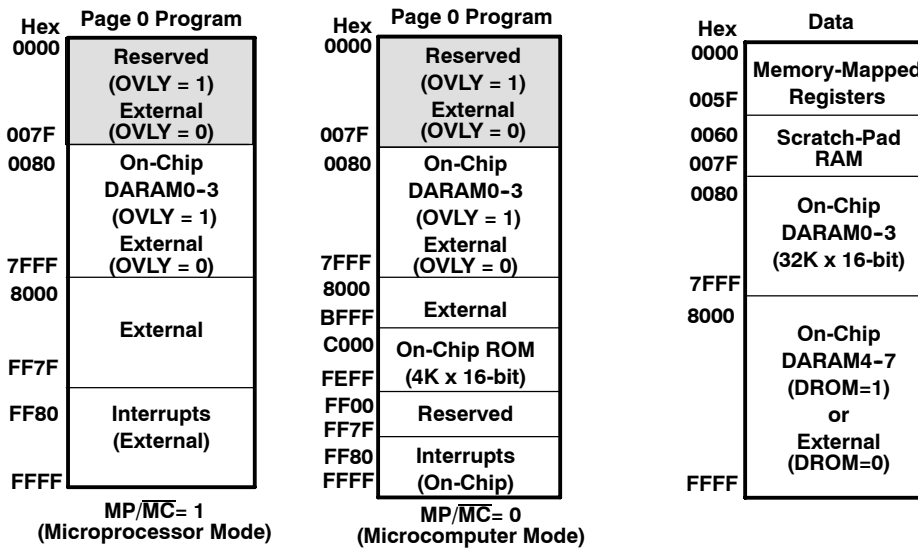 Hex
Page 0 Program
0000
Reserved
(OVLY = 1)
External
(OVLY = 0)
007F
0080
On-Chip
DARAM0-3
(OVLY = 1)
External
(OVLY = 0)
7FFF
8000
External
FF7F
FF80
Interrupts
(External)
FFFF
MP/M̅C̅= 1
(Microprocessor Mode)
Hex
Page 0 Program
0000
Reserved
(OVLY = 1)
External
(OVLY = 0)
007F
0080
On-Chip
DARAM0-3
(OVLY = 1)
External
(OVLY = 0)
7FFF
8000
External
BFFF
C000
On-Chip ROM
(4K x 16-bit)
FEFF
FF00
Reserved
FF7F
FF80
Interrupts
(On-Chip)
FFFF
MP/M̅C̅= 0
(Microcomputer Mode)
Hex
Data
0000
Memory-Mapped
Registers
005F
0060
Scratch-Pad
RAM
007F
0080
On-Chip
DARAM0-3
(32K x 16-bit)
7FFF
8000
On-Chip
DARAM4-7
(DROM=1)
or
External
(DROM=0)
FFFF